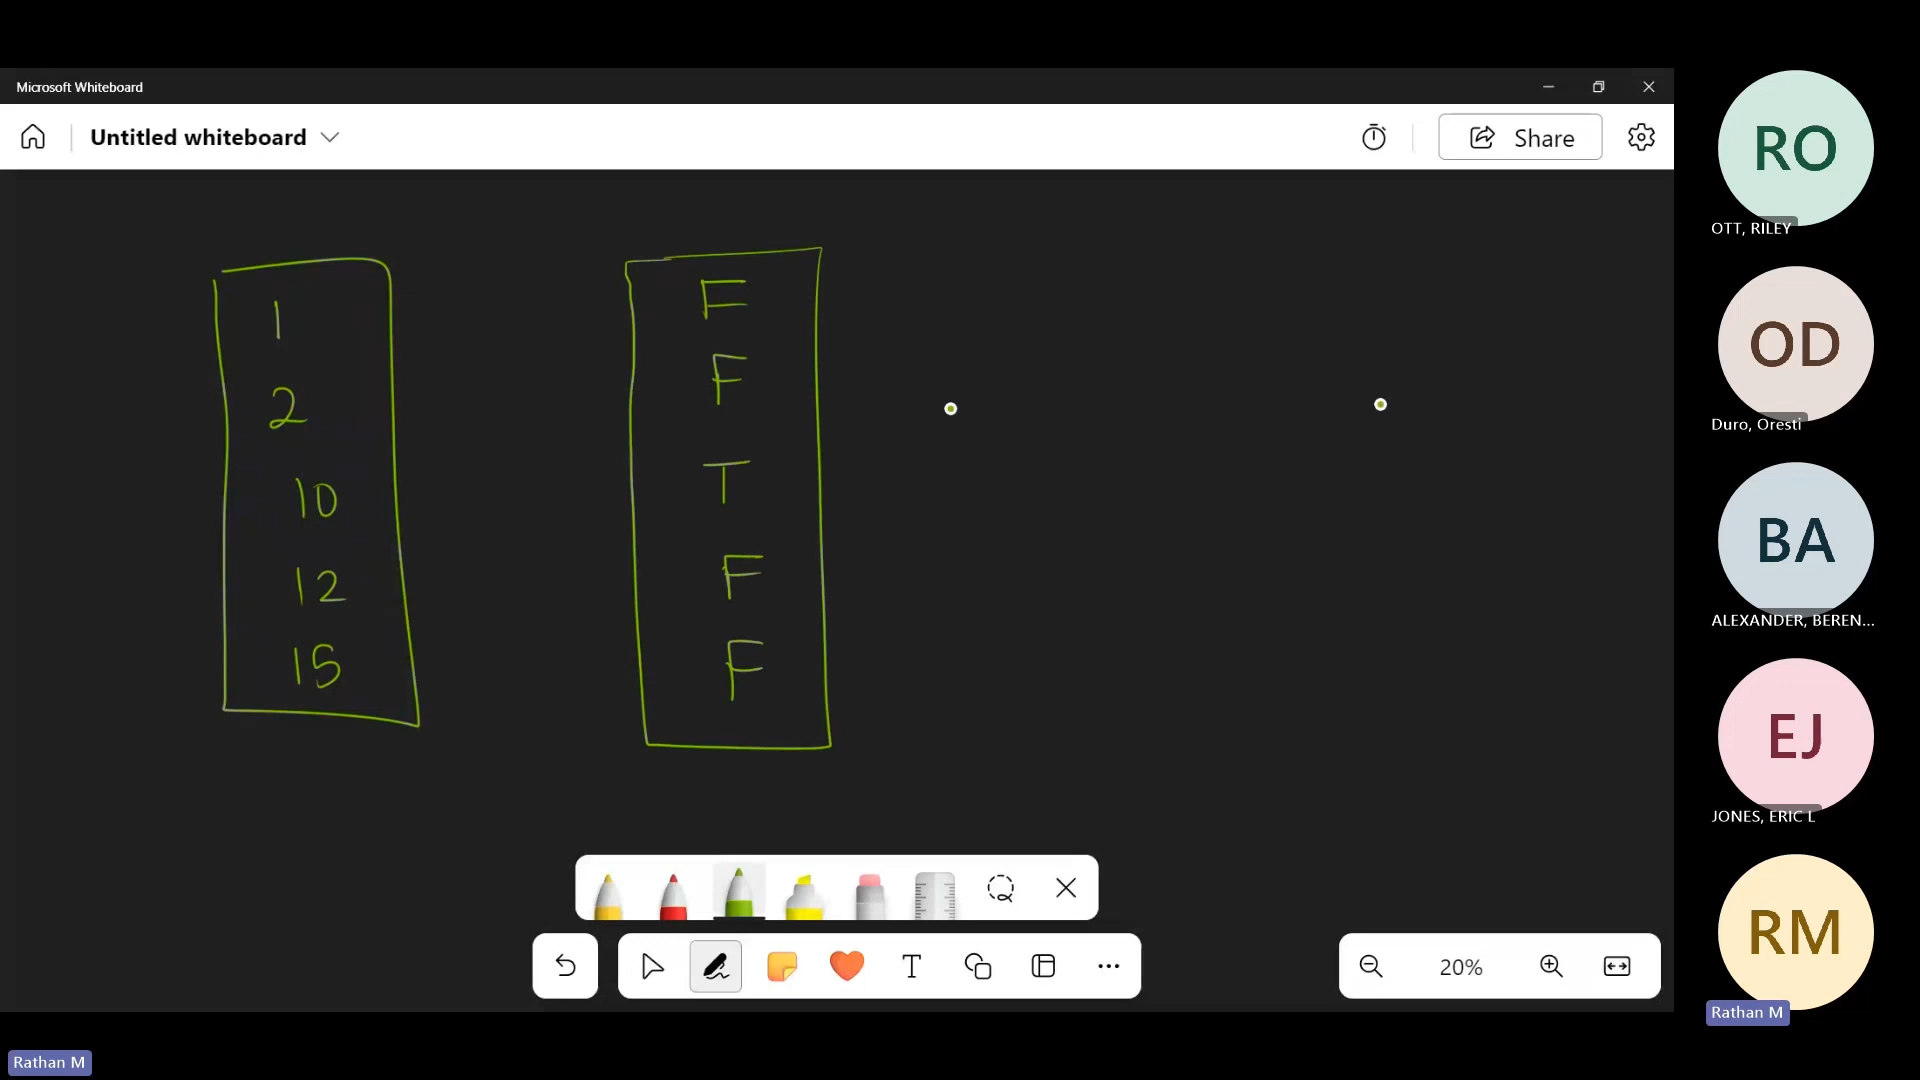 Microsoft Whiteboard
Untitled whiteboard
Share
1
2
10
12
15
F
F
T
F
F
T
20%
RO
OTT, RILEY
OD
Duro, Oresti
BA
ALEXANDER, BEREN...
EJ
JONES, ERIC L
RM
Rathan M
Rathan M